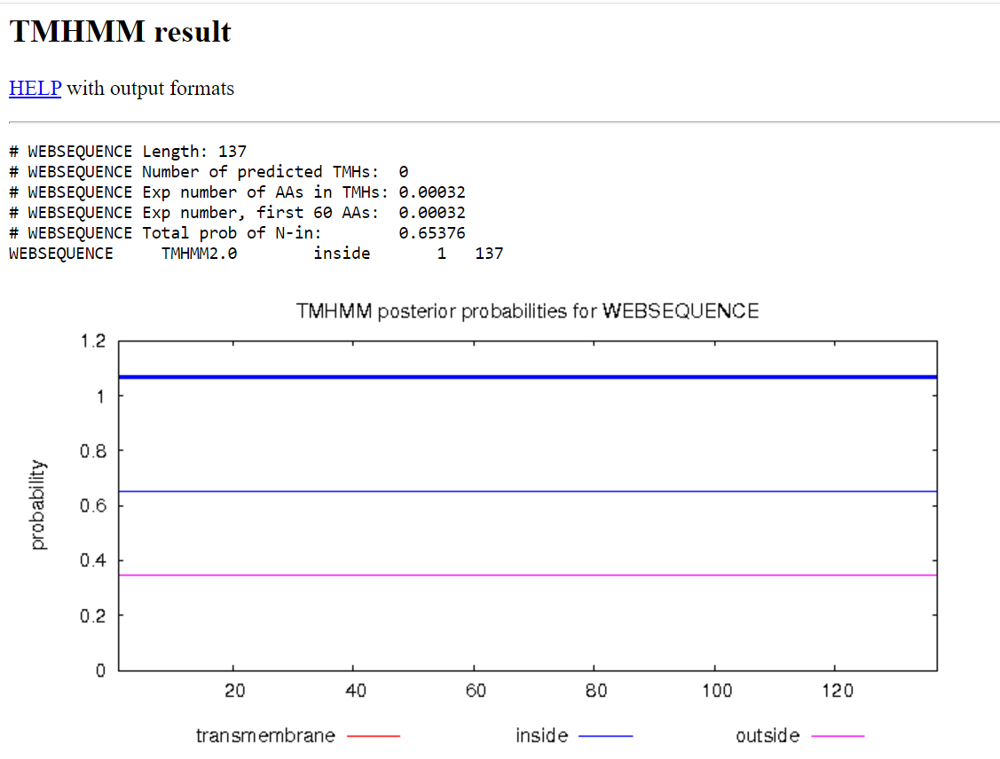 TMHMM result
HELP with output formats
# WEBSEQUENCE Length: 137
# WEBSEQUENCE Number of predicted TMHs:  0
# WEBSEQUENCE Exp number of AAs in TMHs: 0.00032
# WEBSEQUENCE Exp number, first 60 AAs:  0.00032
# WEBSEQUENCE Total prob of N-in:        0.65376
WEBSEQUENCE     TMHMM2.0        inside       1   137
TMHMM posterior probabilities for WEBSEQUENCE
1.2
1
0.8
0.6
0.4
0.2
0
probability
20 40 60 80 100 120
transmembrane inside outside